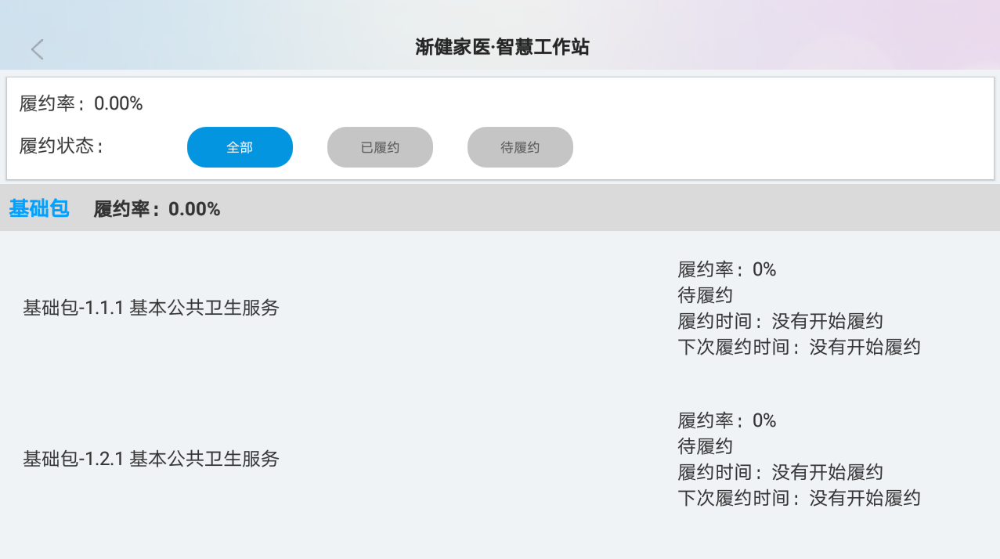 渐健家医·智慧工作站
履约率：0.00%
履约状态：
全部
已履约
待履约
基础包 履约率：0.00%
基础包-1.1.1 基本公共卫生服务
履约率：0%
待履约
履约时间：没有开始履约
下次履约时间：没有开始履约
基础包-1.2.1 基本公共卫生服务
履约率：0%
待履约
履约时间：没有开始履约
下次履约时间：没有开始履约